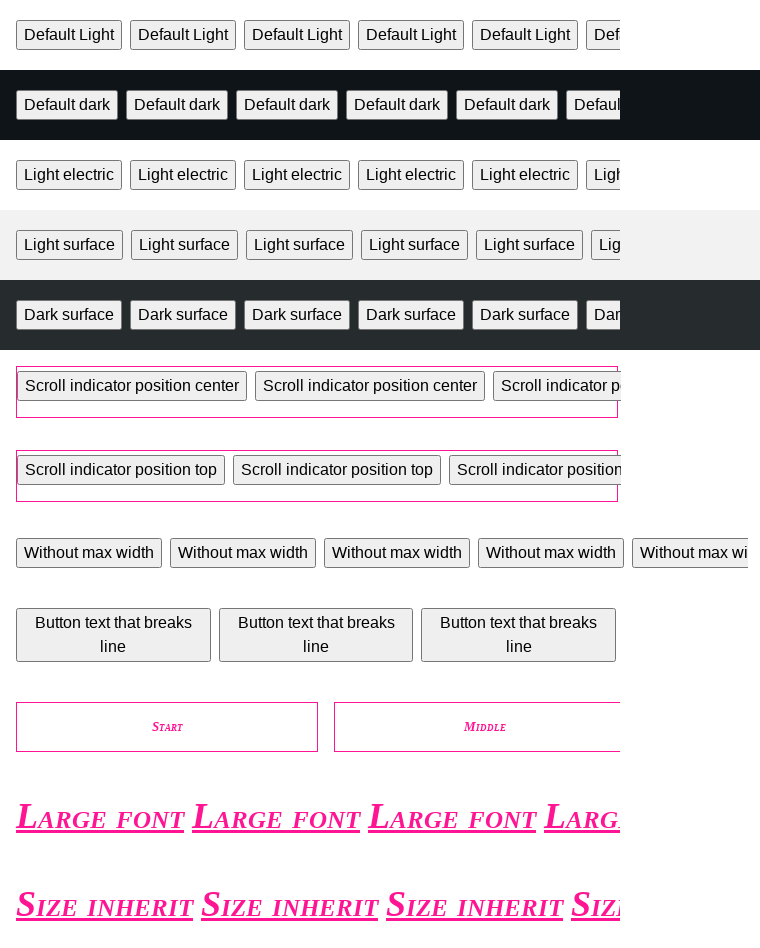 Default Light Default Light Default Light Default Light Default Light Defa
Default dark Default dark Default dark Default dark Default dark Default
Light electric Light electric Light electric Light electric Light electric Ligh
Light surface Light surface Light surface Light surface Light surface Lig
Dark surface Dark surface Dark surface Dark surface Dark surface Dar
Scroll indicator position center Scroll indicator position center Scroll indicator po
Scroll indicator position top Scroll indicator position top Scroll indicator position
Without max width Without max width Without max width Without max width Without max wi
Button text that breaks line Button text that breaks line Button text that breaks line
Start Middle
Large font Large font Large font Larg
Size inherit Size inherit Size inherit Siz